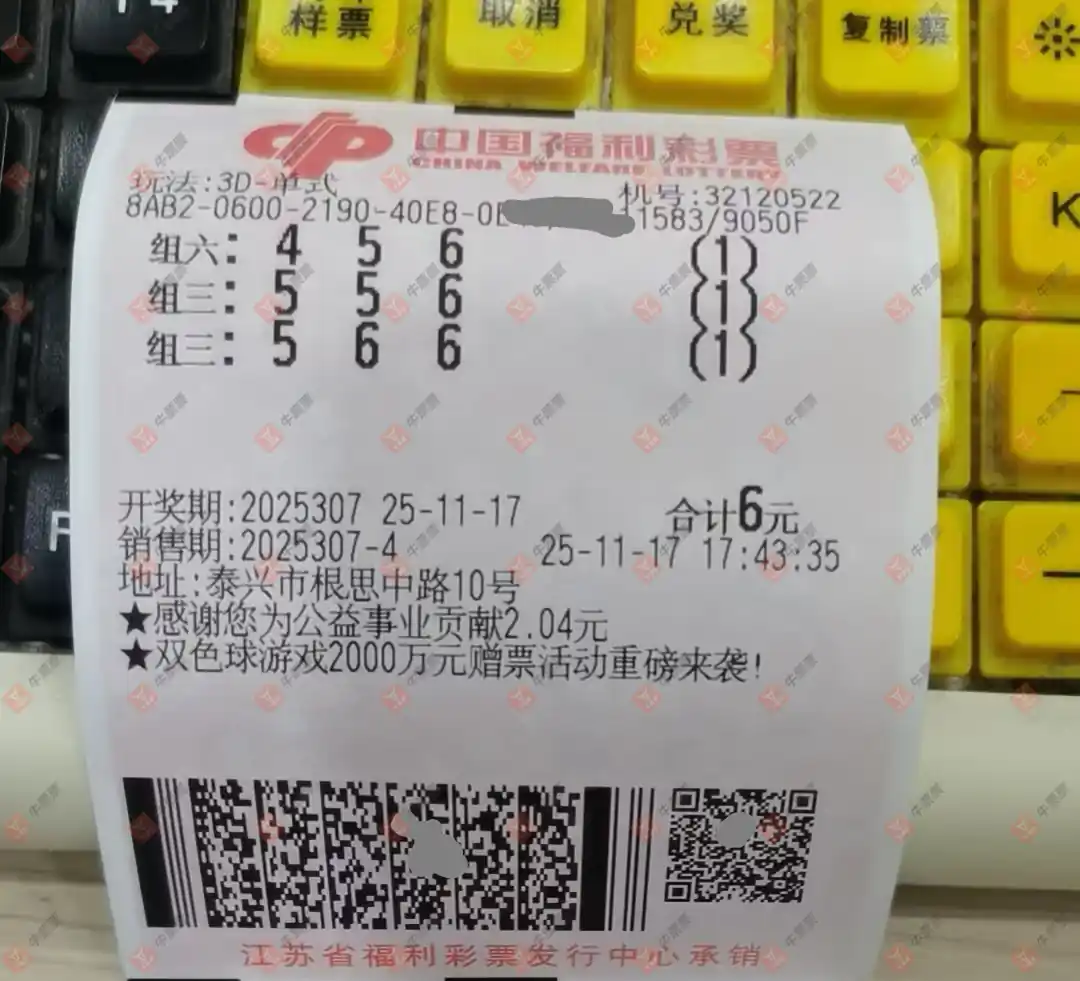 样票
取消
兑奖
复制票
K
F
中国福利彩票
CHINA WELFARE LOTTERY
玩法:3D-单式
机号:32120522
8AB2-0600-2190-40E8-0E
1583/9050F
组六: 4 5 6 (1)
组三: 5 5 6 (1)
组三: 5 6 6 (1)
开奖期:2025307 25-11-17 合计6元
销售期:2025307-4 25-11-17 17:43:35
地址:泰兴市根思中路10号
★感谢您为公益事业贡献2.04元
★双色球游戏2000万元赠票活动重磅来袭!
江苏省福利彩票发行中心承销